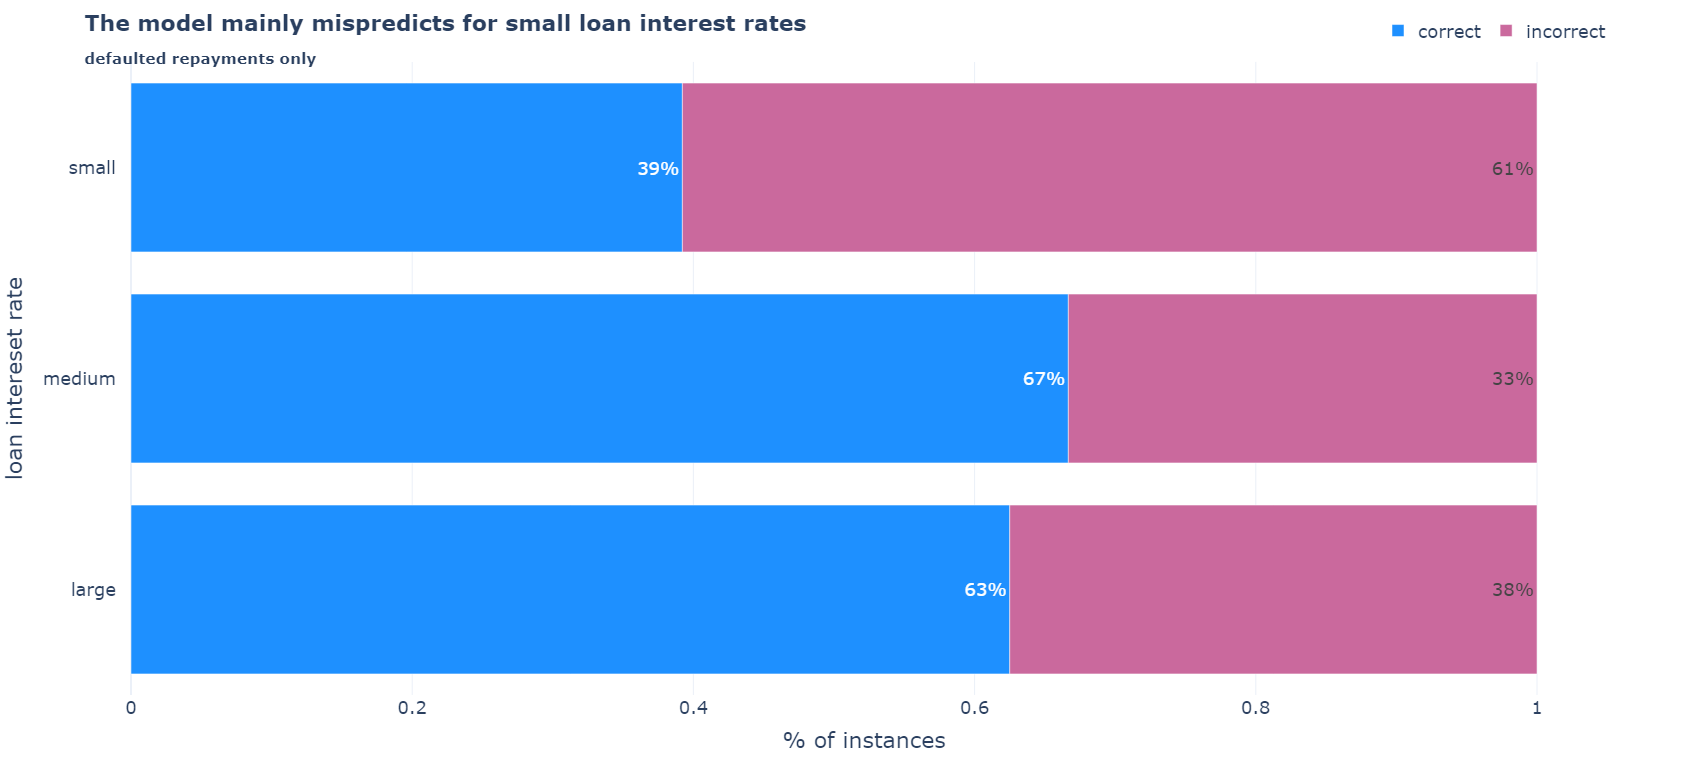 The model mainly mispredicts for small loan interest rates
defaulted repayments only
correct
incorrect
small
39%
61%
medium
67%
33%
large
63%
38%
loan intereset rate
0
0.2
0.4
0.6
0.8
1
% of instances